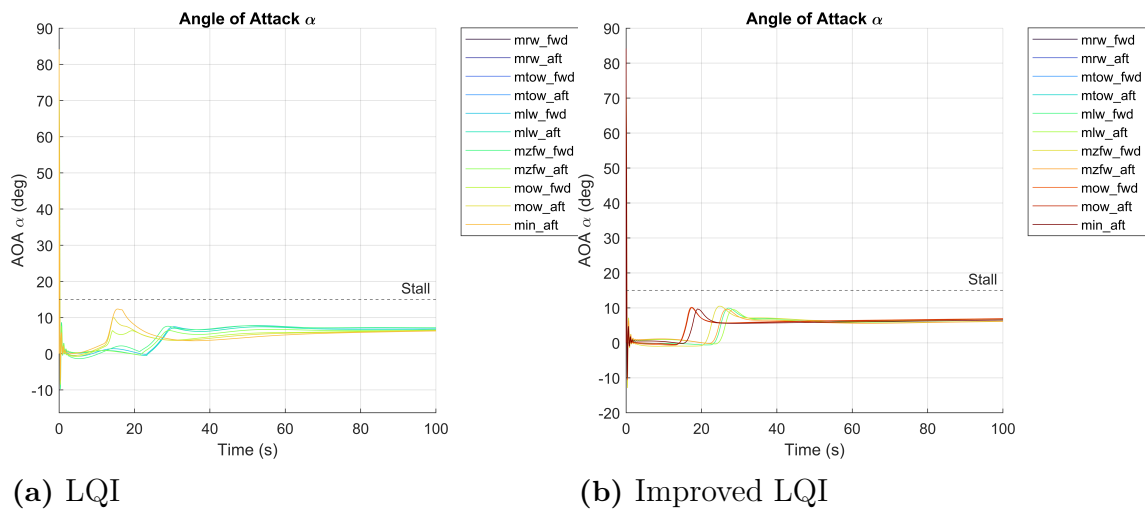 Angle of Attack α
90
80
70
60
50
40
30
20
10
0
-10
AOA α (deg)
Stall
0
20
40
60
80
100
Time (s)
mrw_fwd
mrw_aft
mtow_fwd
mtow_aft
mlw_fwd
mlw_aft
mzfw_fwd
mzfw_aft
mow_fwd
mow_aft
min_aft
(a) LQI
Angle of Attack α
90
80
70
60
50
40
30
20
10
0
-10
-20
AOA α (deg)
Stall
0
20
40
60
80
100
Time (s)
mrw_fwd
mrw_aft
mtow_fwd
mtow_aft
mlw_fwd
mlw_aft
mzfw_fwd
mzfw_aft
mow_fwd
mow_aft
min_aft
(b) Improved LQI